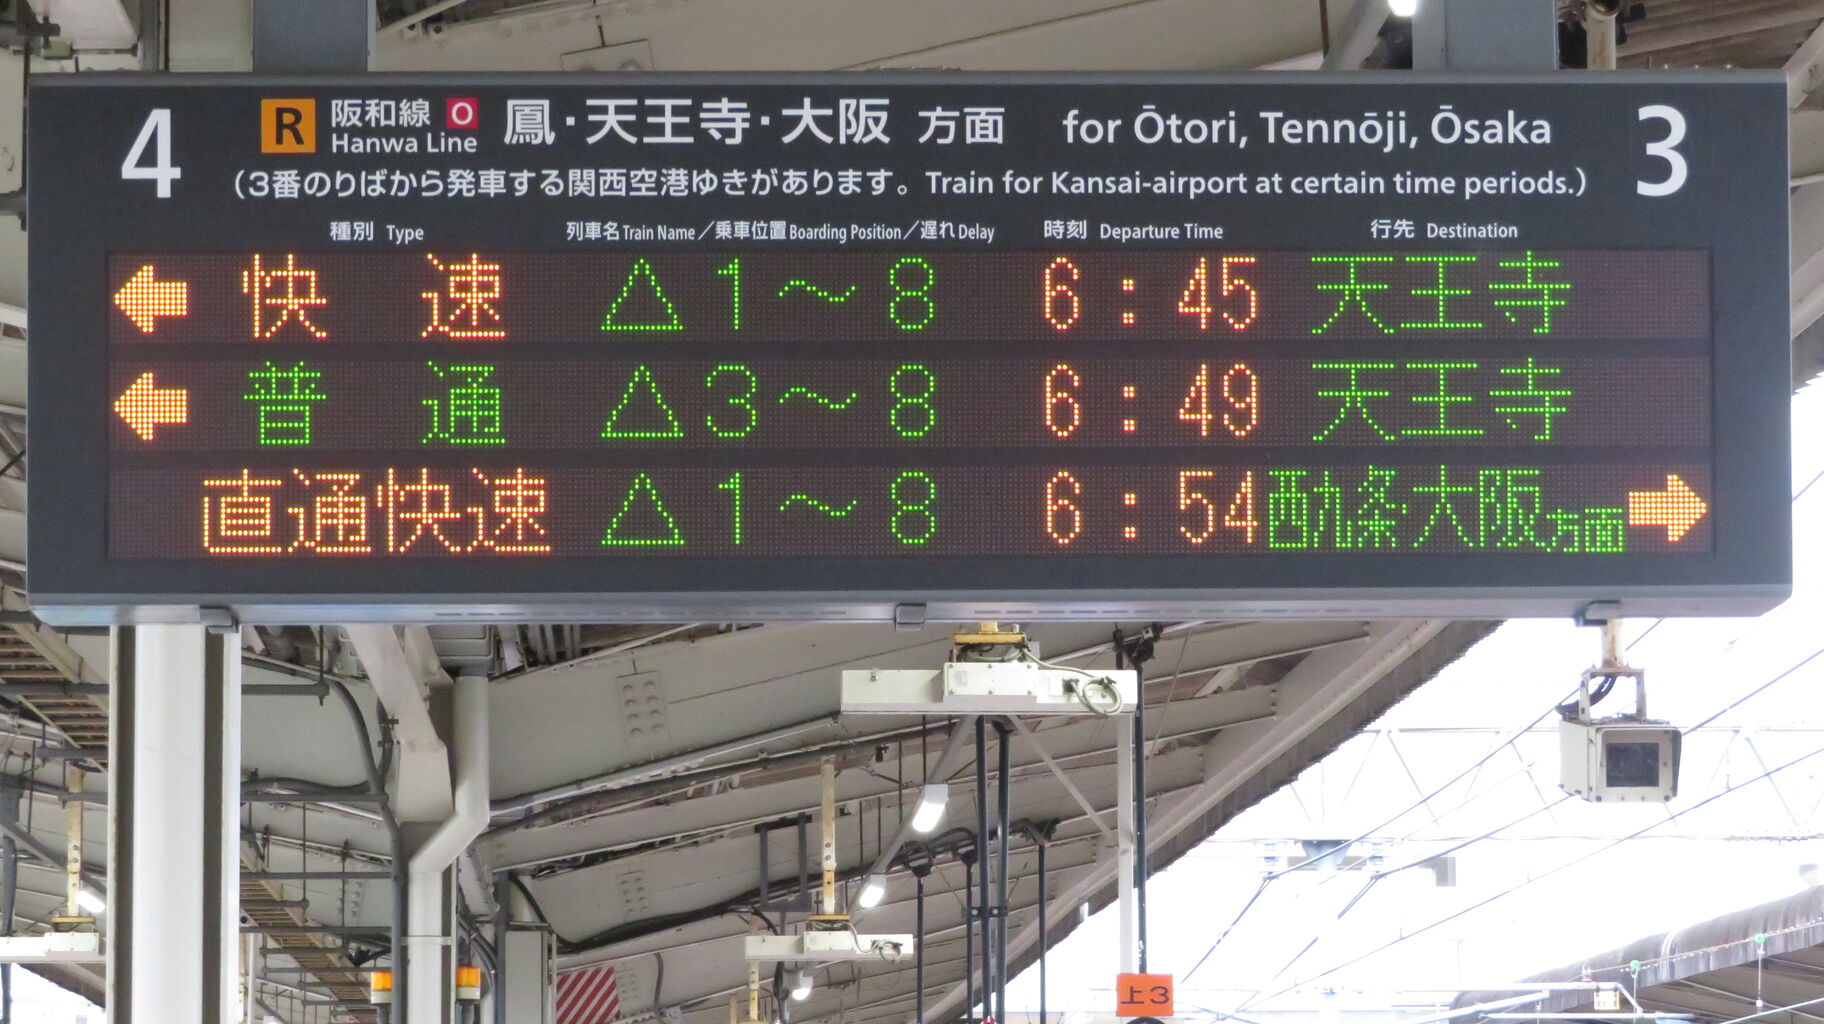 4 R 阪和線 O 鳳・天王寺・大阪 方面 for Ōtori, Tennōji, Ōsaka 3
Hanwa Line
(3番のりばから発車する関西空港ゆきがあります。Train for Kansai-airport at certain time periods.)
種別 Type 列車名 Train Name／乗車位置 Boarding Position／遅れ Delay 時刻 Departure Time 行先 Destination
快速 △1～8 6:45 天王寺
普通 △3～8 6:49 天王寺
直通快速 △1～8 6:54 西九条・大阪方面
上3